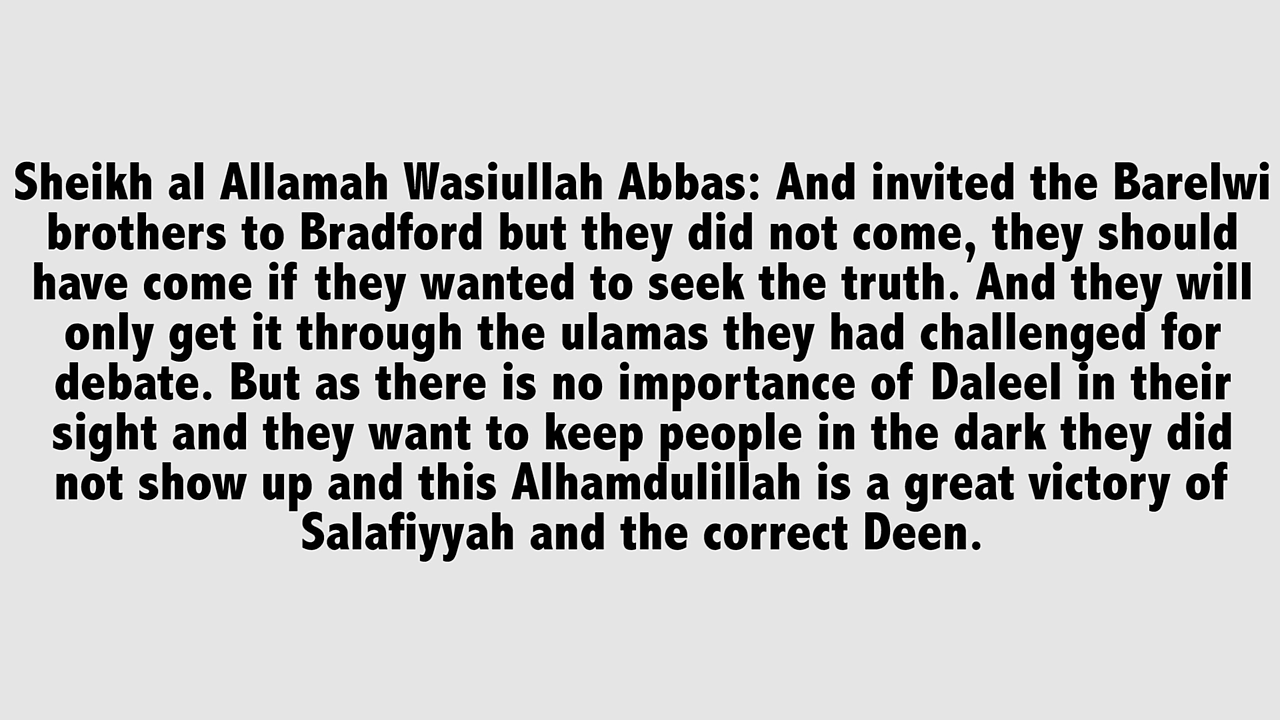 Sheikh al Allamah Wasiullah Abbas: And invited the Barelwi
brothers to Bradford but they did not come, they should
have come if they wanted to seek the truth. And they will
only get it through the ulamas they had challenged for
debate. But as there is no importance of Daleel in their
sight and they want to keep people in the dark they did
not show up and this Alhamdulillah is a great victory of
Salafiyyah and the correct Deen.